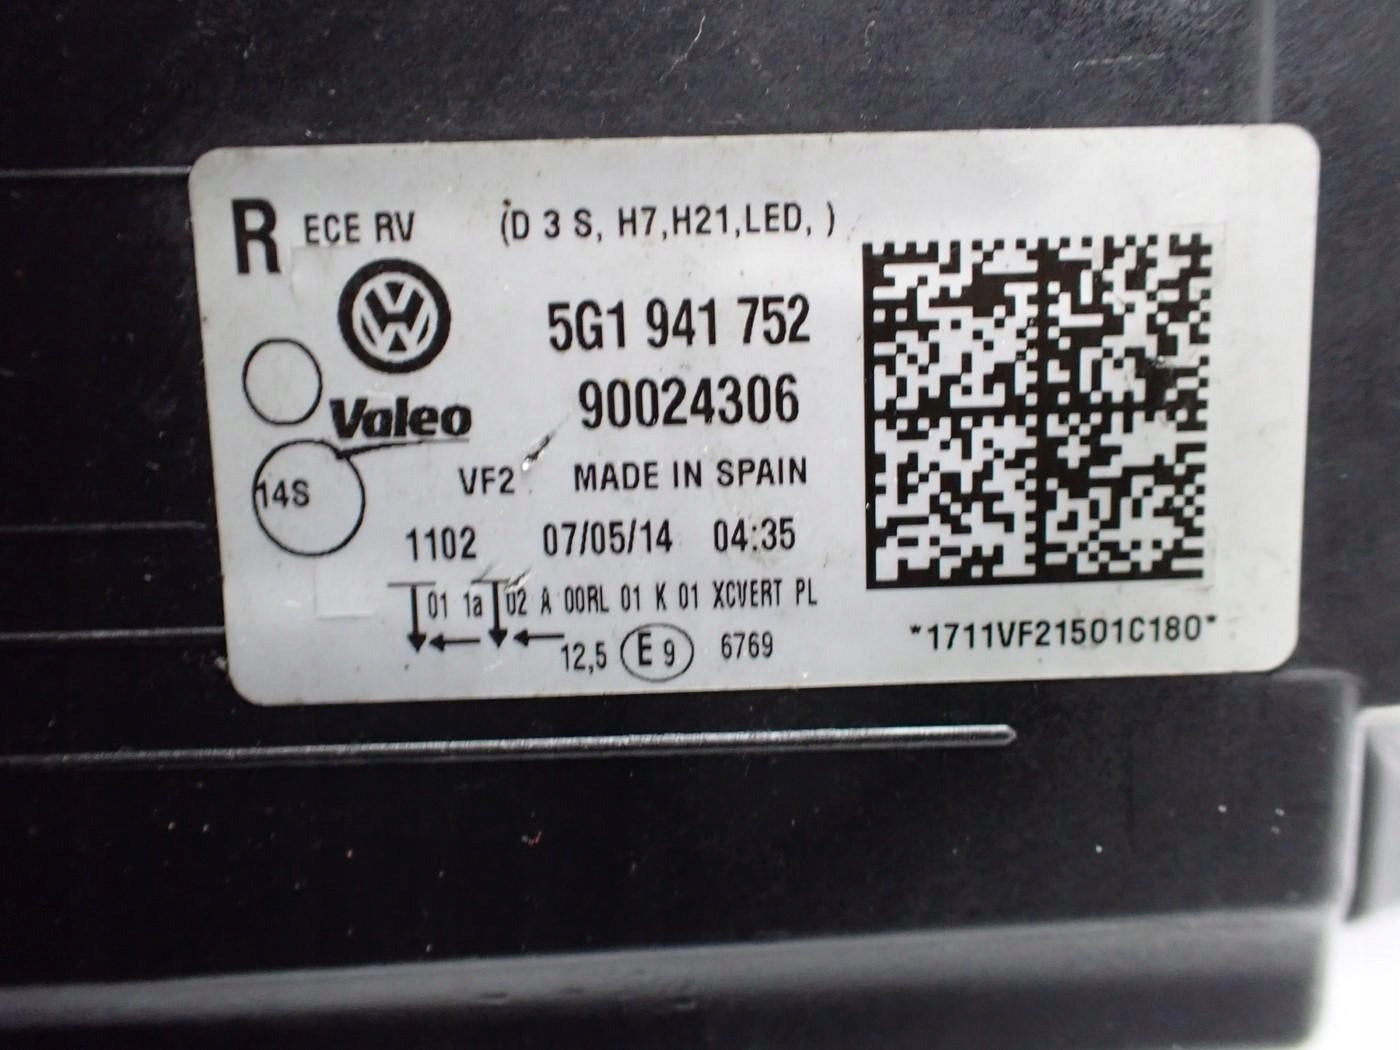 R ECE RV (D 3 S, H7,H21,LED, )
5G1 941 752
Valeo 90024306
14S VF2 MADE IN SPAIN
1102 07/05/14 04:35
01 1a 02 A 00RL 01 K 01 XCVERT PL
12,5 E 9 6769
*1711VF21501C180*